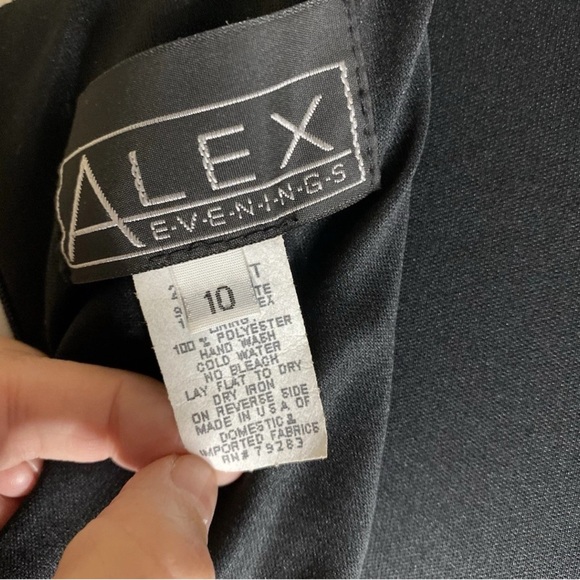 ALEX
E-V-E-N-I-N-G-S
10
100% POLYESTER
HAND WASH
COLD WATER
NO BLEACH
LAY FLAT TO DRY
DRY IRON
ON REVERSE SIDE
MADE IN U.S.A. OF
DOMESTIC &
IMPORTED FABRICS
RN# 79283